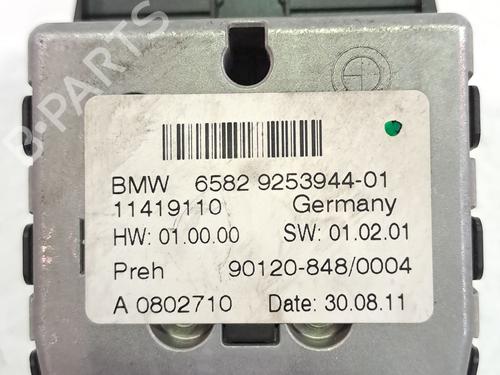 BMW 6582 9253944-01
11419110 Germany
HW: 01.00.00 SW: 01.02.01
Preh 90120-848/0004
A 0802710 Date: 30.08.11
B-PARTS